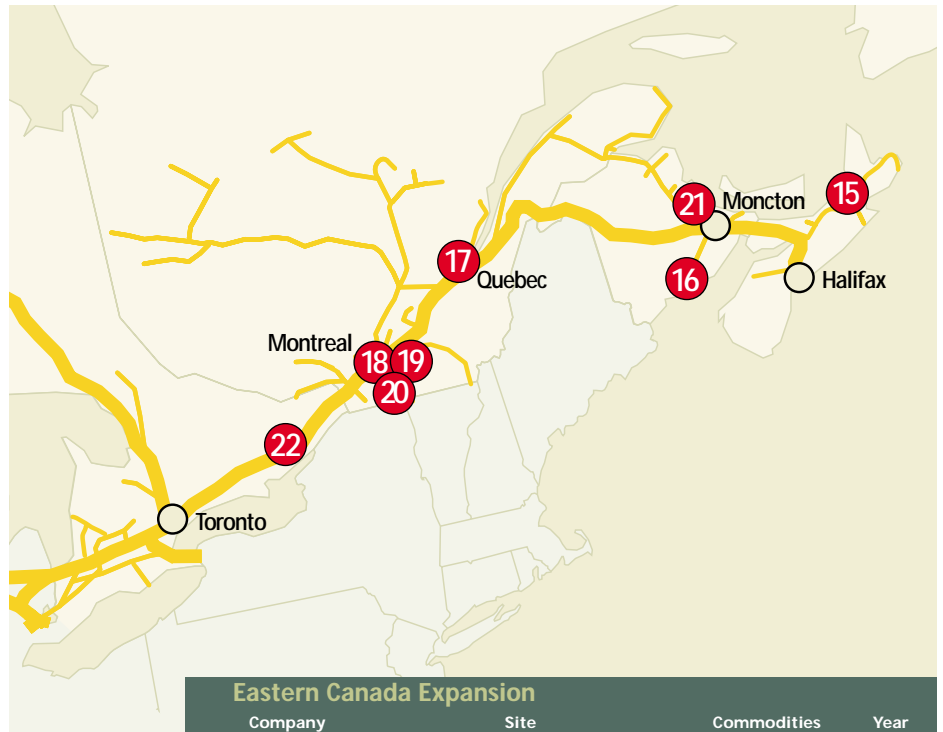 15
21
Moncton
17
Quebec
16
Halifax
Montreal
18
19
20
22
Toronto
Eastern Canada Expansion
Company Site Commodities Year